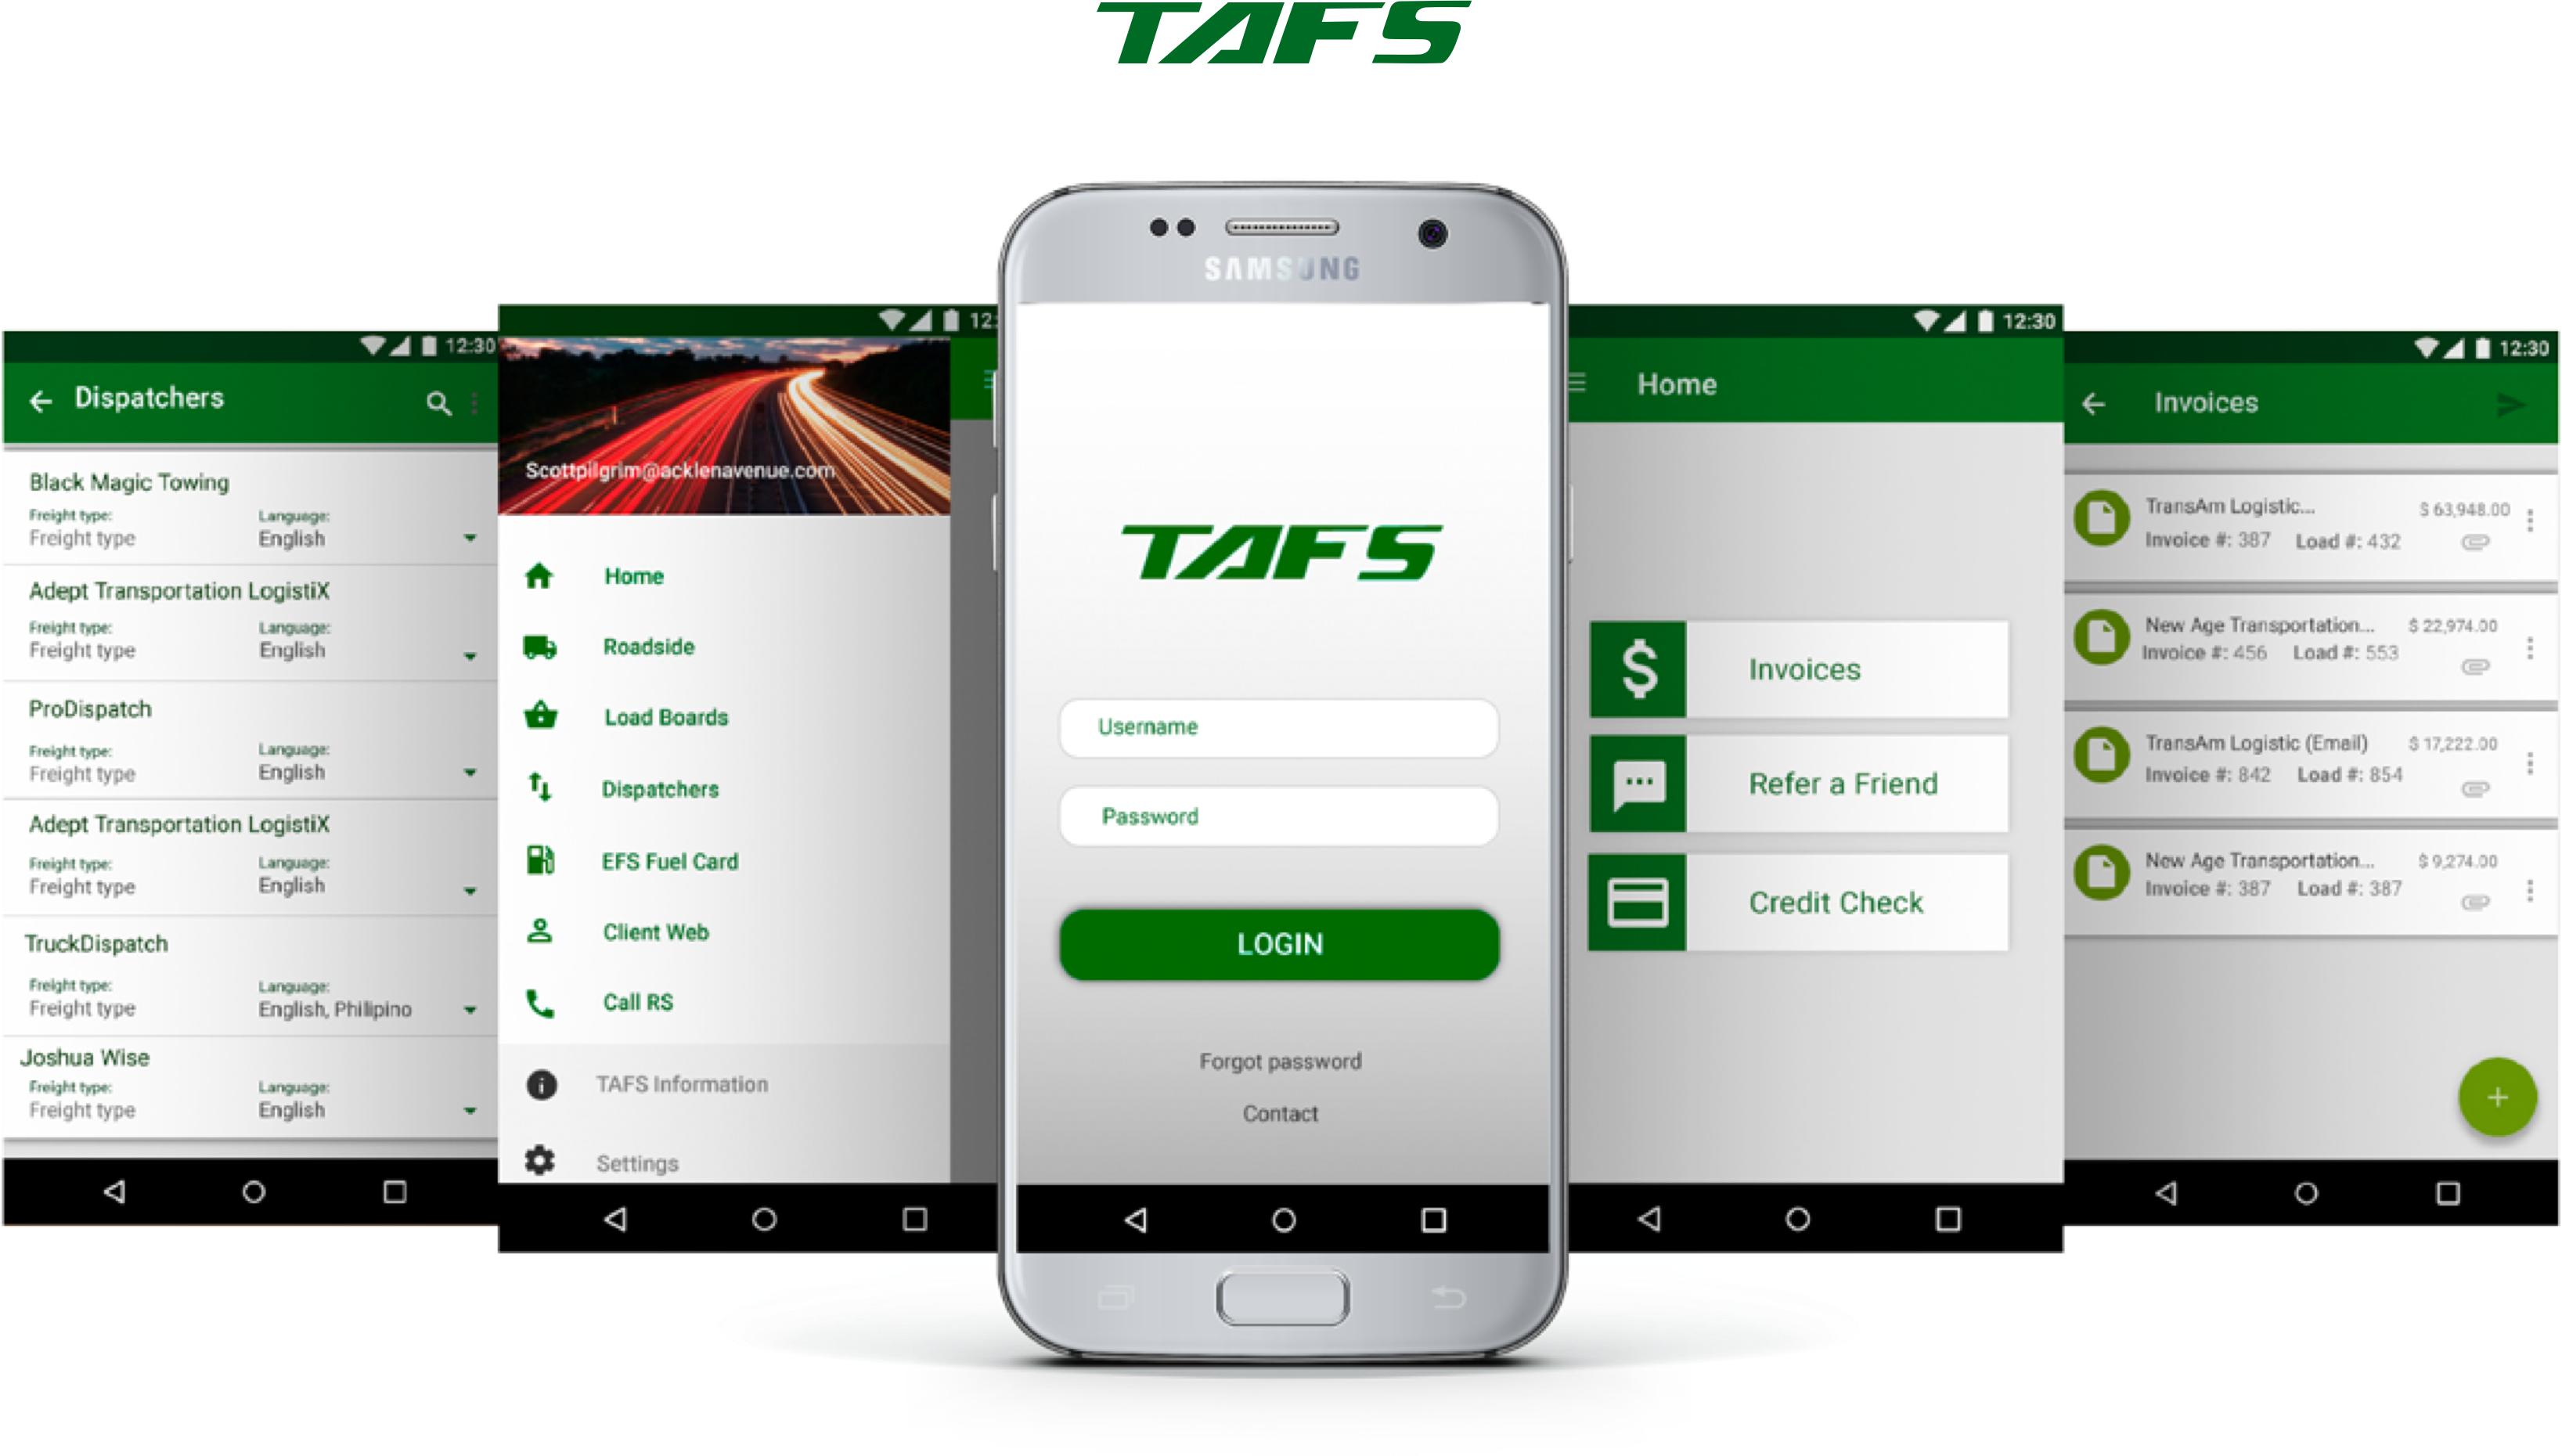 TAFS
12:30
Dispatchers
Black Magic Towing
Freight type: Language:
Freight type English
Adept Transportation LogistiX
Freight type: Language:
Freight type English
ProDispatch
Freight type: Language:
Freight type English
Adept Transportation LogistiX
Freight type: Language:
Freight type English
TruckDispatch
Freight type: Language:
Freight type English, Philipino
Joshua Wise
Freight type: Language:
Freight type English
12:
Scottpilgrim@acklenavenue.com
Home
Roadside
Load Boards
Dispatchers
EFS Fuel Card
Client Web
Call RS
TAFS Information
Settings
SAMSUNG
TAFS
Username
Password
LOGIN
Forgot password
Contact
12:30
Home
Invoices
Refer a Friend
Credit Check
12:30
Invoices
TransAm Logistic... $ 63,948.00
Invoice #: 387 Load #: 432
New Age Transportation... $ 22,974.00
Invoice #: 456 Load #: 553
TransAm Logistic (Email) $ 17,222.00
Invoice #: 842 Load #: 854
New Age Transportation... $ 9,274.00
Invoice #: 387 Load #: 387